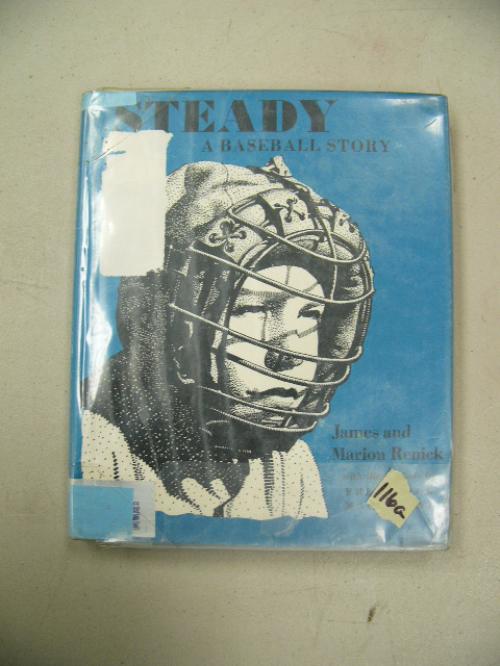 STEADY
A BASEBALL STORY
James and
Marion Renick
116a